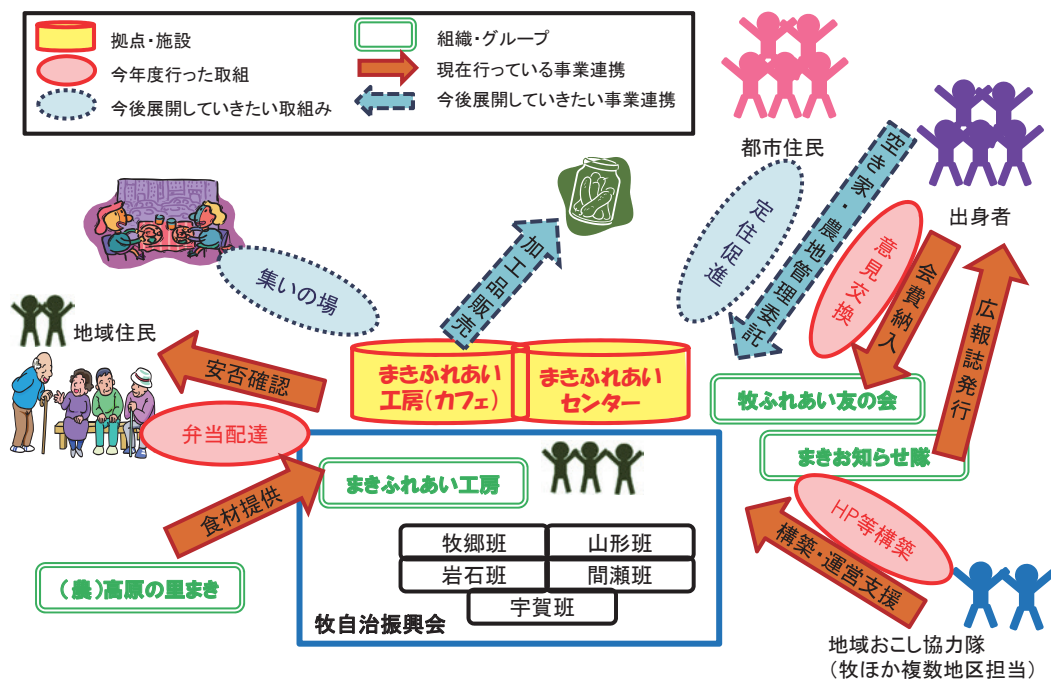 拠点・施設
組織・グループ
今年度行った取組
現在行っている事業連携
今後展開していきたい取組み
今後展開していきたい事業連携
都市住民
出身者
空き家・農地管理委託
定住促進
意見交換
会費納入
広報誌発行
加工品販売
集いの場
地域住民
安否確認
まきふれあい
工房(カフェ)
まきふれあい
センター
牧ふれあい友の会
弁当配達
まきお知らせ隊
まきふれあい工房
食材提供
HP等構築
構築・運営支援
牧郷班
山形班
岩石班
間瀬班
宇賀班
(農)高原の里まき
牧自治振興会
地域おこし協力隊
(牧ほか複数地区担当)